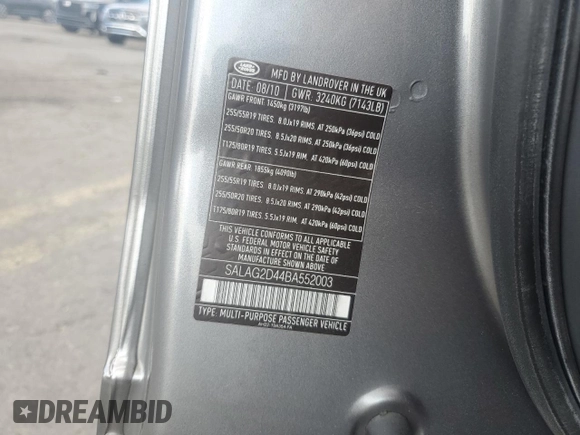 LAND ROVER
MFD BY LANDROVER IN THE UK
DATE: 08/10 GWR. 3240KG (7143LB)
GAWR FRONT: 1450kg (3197lb)
255/55R19 TIRES. 8.0Jx19 RIMS. AT 250kPa (36psi) COLD
255/50R20 TIRES. 8.5Jx20 RIMS. AT 250kPa (36psi) COLD
T175/80R19 TIRES. 5.5Jx19 RIM. AT 420kPa (60psi) COLD
GAWR REAR: 1855kg (4090lb)
255/55R19 TIRES. 8.0Jx19 RIMS. AT 290kPa (42psi) COLD
255/50R20 TIRES. 8.5Jx20 RIMS. AT 290kPa (42psi) COLD
T175/80R19 TIRES. 5.5Jx19 RIM. AT 420kPa (60psi) COLD
THIS VEHICLE CONFORMS TO ALL APPLICABLE
U.S. FEDERAL MOTOR VEHICLE SAFETY
STANDARDS IN EFFECT ON THE DATE OF
MANUFACTURE SHOWN ABOVE.
SALAG2D44BA552003
TYPE: MULTI-PURPOSE PASSENGER VEHICLE
DREAMBID